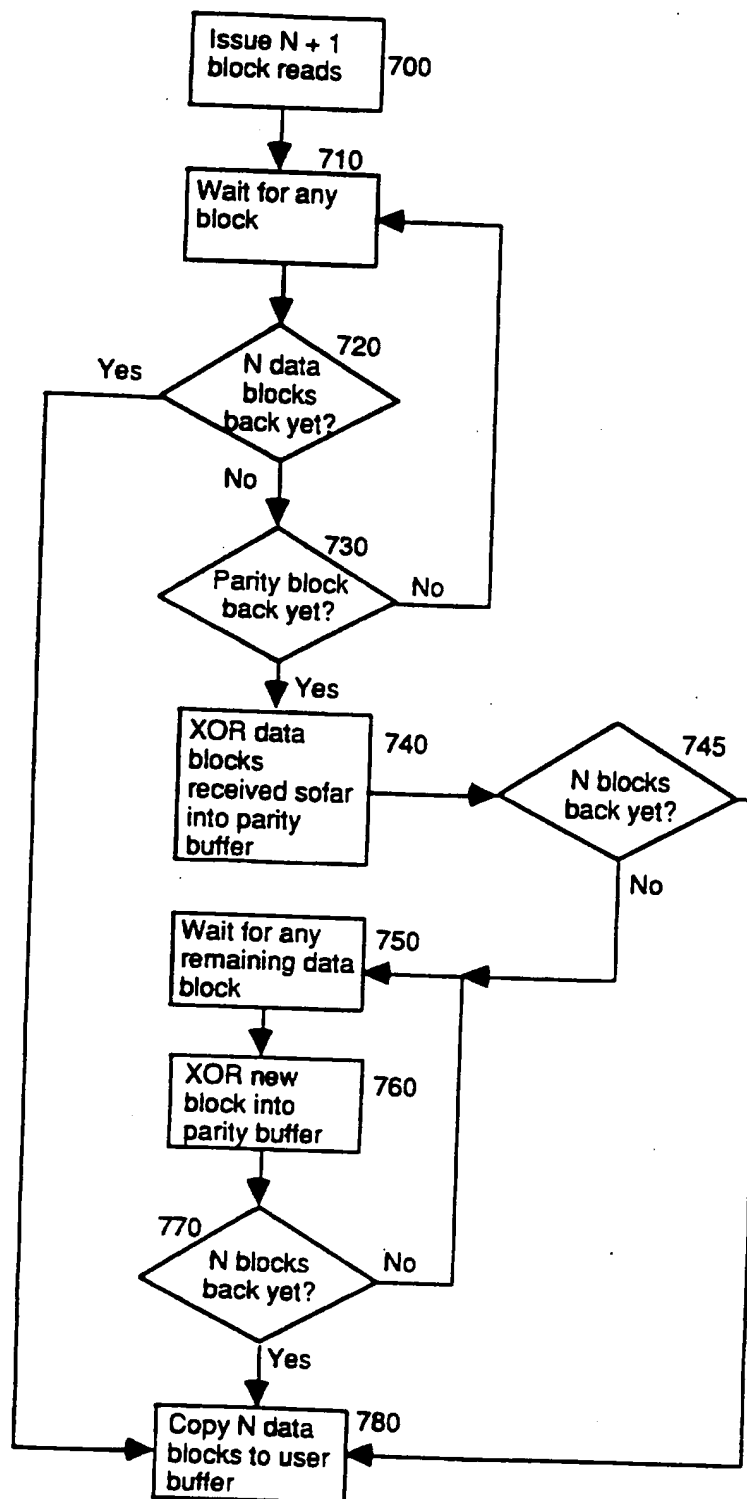 Issue N + 1
block reads
700
710
Wait for any
block
720
Yes
N data
blocks
back yet?
No
730
Parity block
back yet?
No
Yes
XOR data
blocks
received sofar
into parity
buffer
740
745
N blocks
back yet?
No
Wait for any
remaining data
block
750
XOR new
block into
parity buffer
760
770
N blocks
back yet?
No
Yes
Copy N data
blocks to user
buffer
780